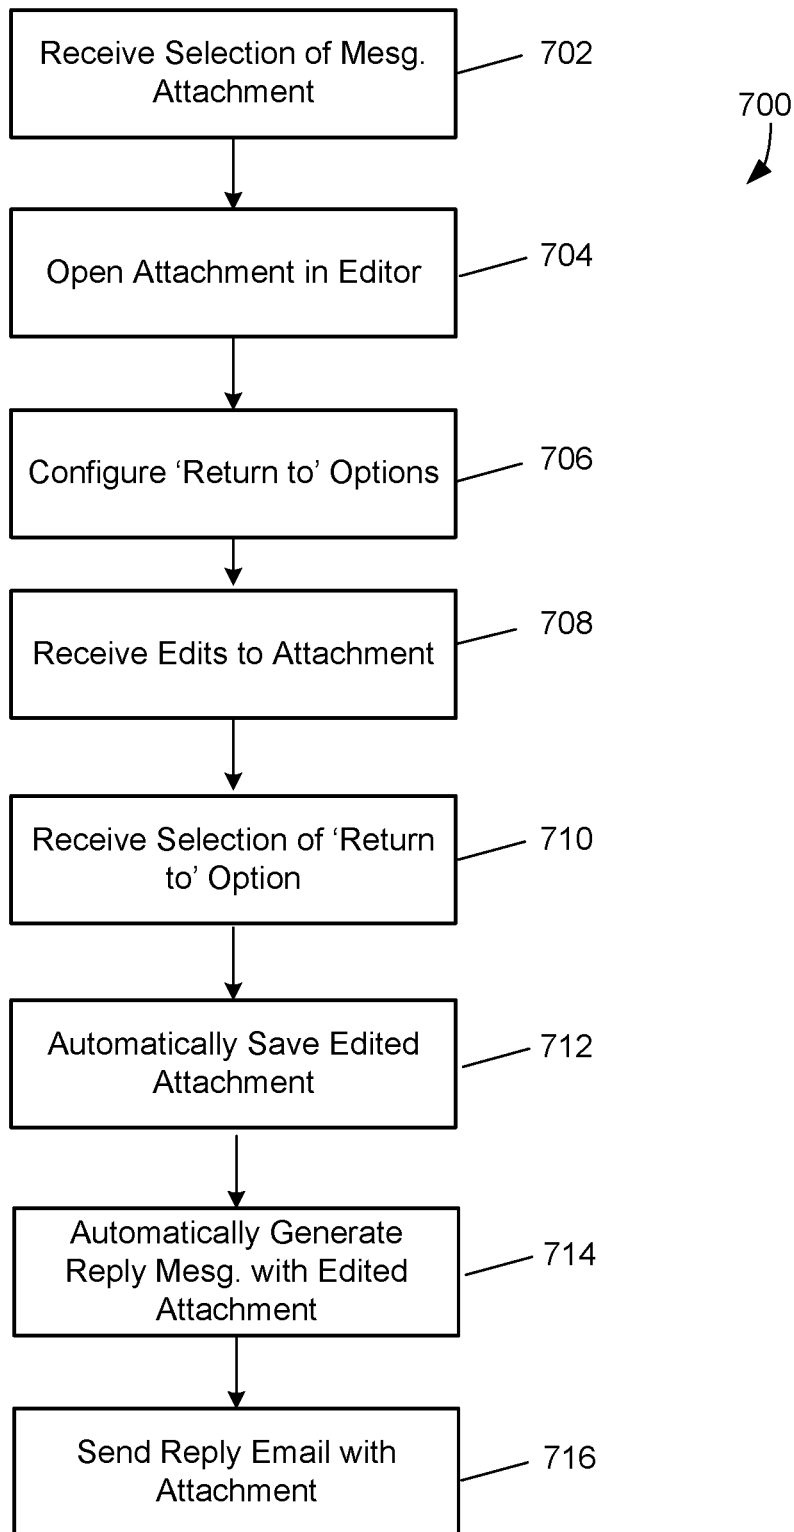 Receive Selection of Mesg.
Attachment
702
700
Open Attachment in Editor
704
Configure ‘Return to’ Options
706
Receive Edits to Attachment
708
Receive Selection of ‘Return
to’ Option
710
Automatically Save Edited
Attachment
712
Automatically Generate
Reply Mesg. with Edited
Attachment
714
Send Reply Email with
Attachment
716